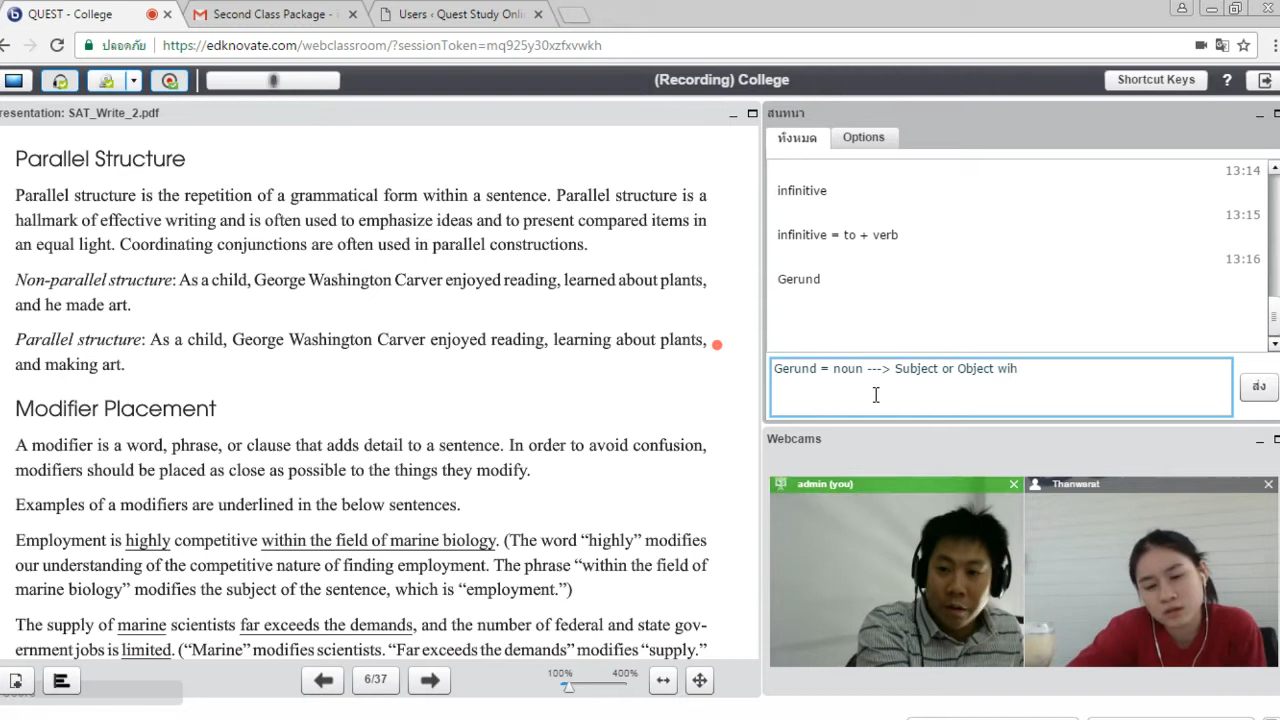 QUEST - College
Second Class Package - i
Users ‹ Quest Study Onli
ปลอดภัย
https://edknovate.com/webclassroom/?sessionToken=mq925y30xzfxvwkh
(Recording) College
Shortcut Keys
?
resentation: SAT_Write_2.pdf
Parallel Structure
Parallel structure is the repetition of a grammatical form within a sentence. Parallel structure is a
hallmark of effective writing and is often used to emphasize ideas and to present compared items in
an equal light. Coordinating conjunctions are often used in parallel constructions.
Non-parallel structure: As a child, George Washington Carver enjoyed reading, learned about plants,
and he made art.
Parallel structure: As a child, George Washington Carver enjoyed reading, learning about plants,
and making art.
Modifier Placement
A modifier is a word, phrase, or clause that adds detail to a sentence. In order to avoid confusion,
modifiers should be placed as close as possible to the things they modify.
Examples of a modifiers are underlined in the below sentences.
Employment is highly competitive within the field of marine biology. (The word “highly” modifies
our understanding of the competitive nature of finding employment. The phrase “within the field of
marine biology” modifies the subject of the sentence, which is “employment.”)
The supply of marine scientists far exceeds the demands, and the number of federal and state gov-
ernment jobs is limited. (“Marine” modifies scientists. “Far exceeds the demands” modifies “supply.”
6/37
100%
400%
สนทนา
ทั้งหมด
Options
13:14
infinitive
13:15
infinitive = to + verb
13:16
Gerund
Gerund = noun ---> Subject or Object wih
ส่ง
Webcams
admin (you)
Thanwarat